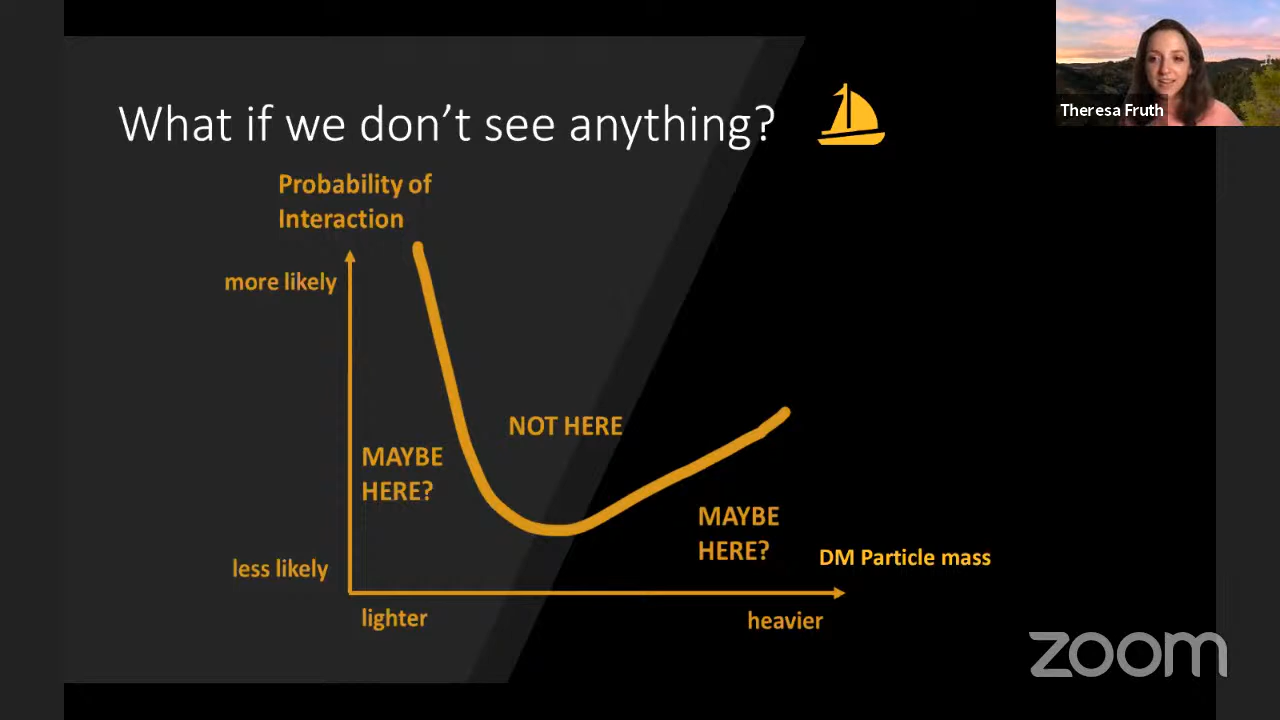 What if we don't see anything?
Theresa Fruth
Probability of
Interaction
more likely
NOT HERE
MAYBE
HERE?
MAYBE
HERE?
DM Particle mass
less likely
lighter
heavier
zoom